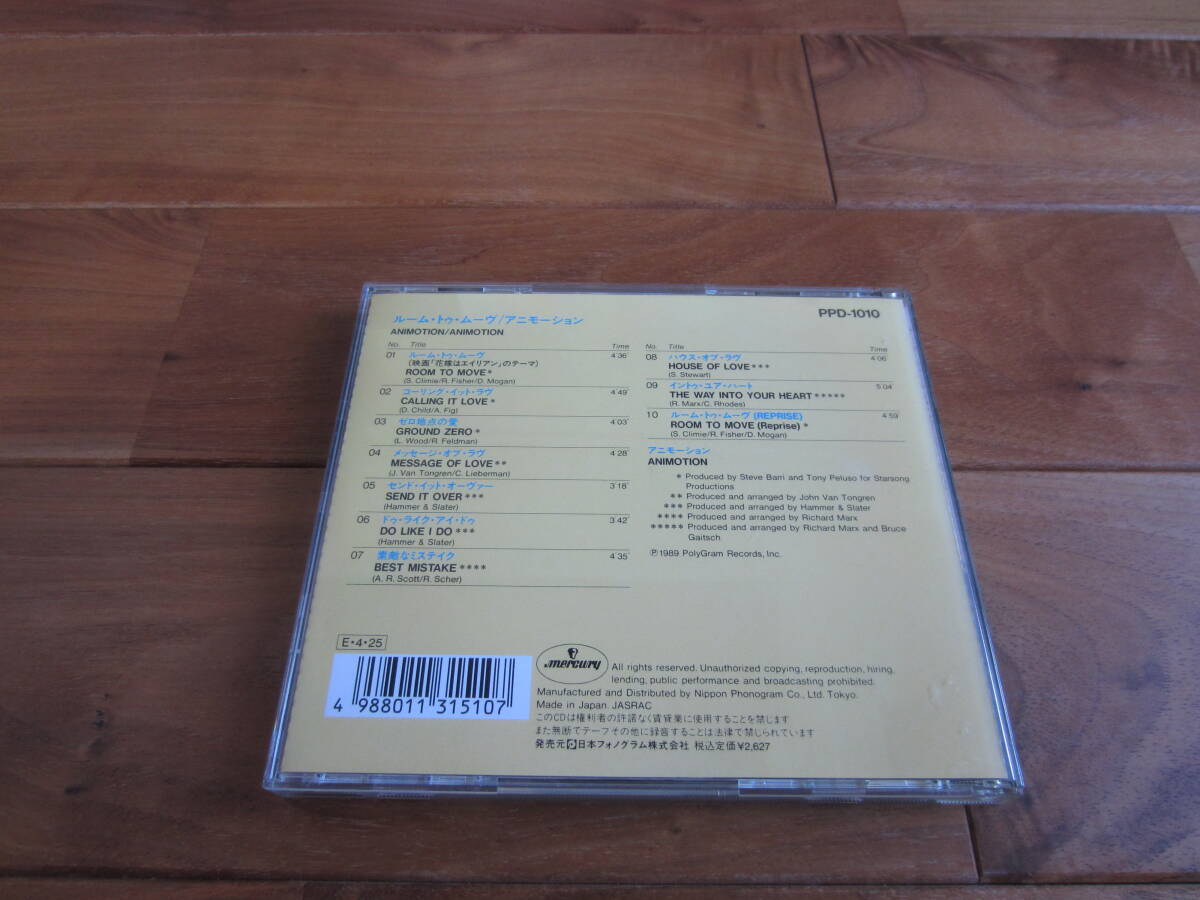 ルーム・トゥ・ムーヴ/アニモーション
PPD-1010
ANIMOTION/ANIMOTION
No. Title Time
01 ルーム・トゥ・ムーヴ 4'36"
(映画「花嫁はエイリアン」のテーマ)
ROOM TO MOVE*
(S. Climie/R. Fisher/D. Mogan)
02 コーリング・イット・ラヴ 4'49"
CALLING IT LOVE*
(D. Child/A. Fig)
03 ゼロ地点の愛 4'03"
GROUND ZERO*
(L. Wood/R. Feldman)
04 メッセージ・オブ・ラヴ 4'28"
MESSAGE OF LOVE**
(J. Van Tongren/C. Lieberman)
05 センド・イット・オーヴァー 3'18"
SEND IT OVER***
(Hammer & Slater)
06 ドゥ・ライク・アイ・ドゥ 3'42"
DO LIKE I DO***
(Hammer & Slater)
07 素敵なミステイク 4'35"
BEST MISTAKE****
(A. R. Scott/R. Scher)
No. Title Time
08 ハウス・オブ・ラヴ 4'06"
HOUSE OF LOVE***
(S. Stewart)
09 イントゥ・ユア・ハート 5'04"
THE WAY INTO YOUR HEART*****
(R. Marx/C. Rhodes)
10 ルーム・トゥ・ムーヴ (REPRISE) 4'59"
ROOM TO MOVE (Reprise)*
(S. Climie/R. Fisher/D. Mogan)
アニモーション
ANIMOTION
* Produced by Steve Barri and Tony Peluso for Starsong
Productions
** Produced and arranged by John Van Tongren
*** Produced and arranged by Hammer & Slater
**** Produced and arranged by Richard Marx
***** Produced and arranged by Richard Marx and Bruce
Gaitsch
℗1989 PolyGram Records, Inc.
E・4・25
4 988011 315107
mercury
All rights reserved. Unauthorized copying, reproduction, hiring,
lending, public performance and broadcasting prohibited.
Manufactured and Distributed by Nippon Phonogram Co., Ltd. Tokyo.
Made in Japan. JASRAC
このCDは権利者の許諾なく賃貸業に使用することを禁じます
また無断でテープその他に録音することは法律で禁じられています
発売元 日本フォノグラム株式会社 税込定価¥2,627